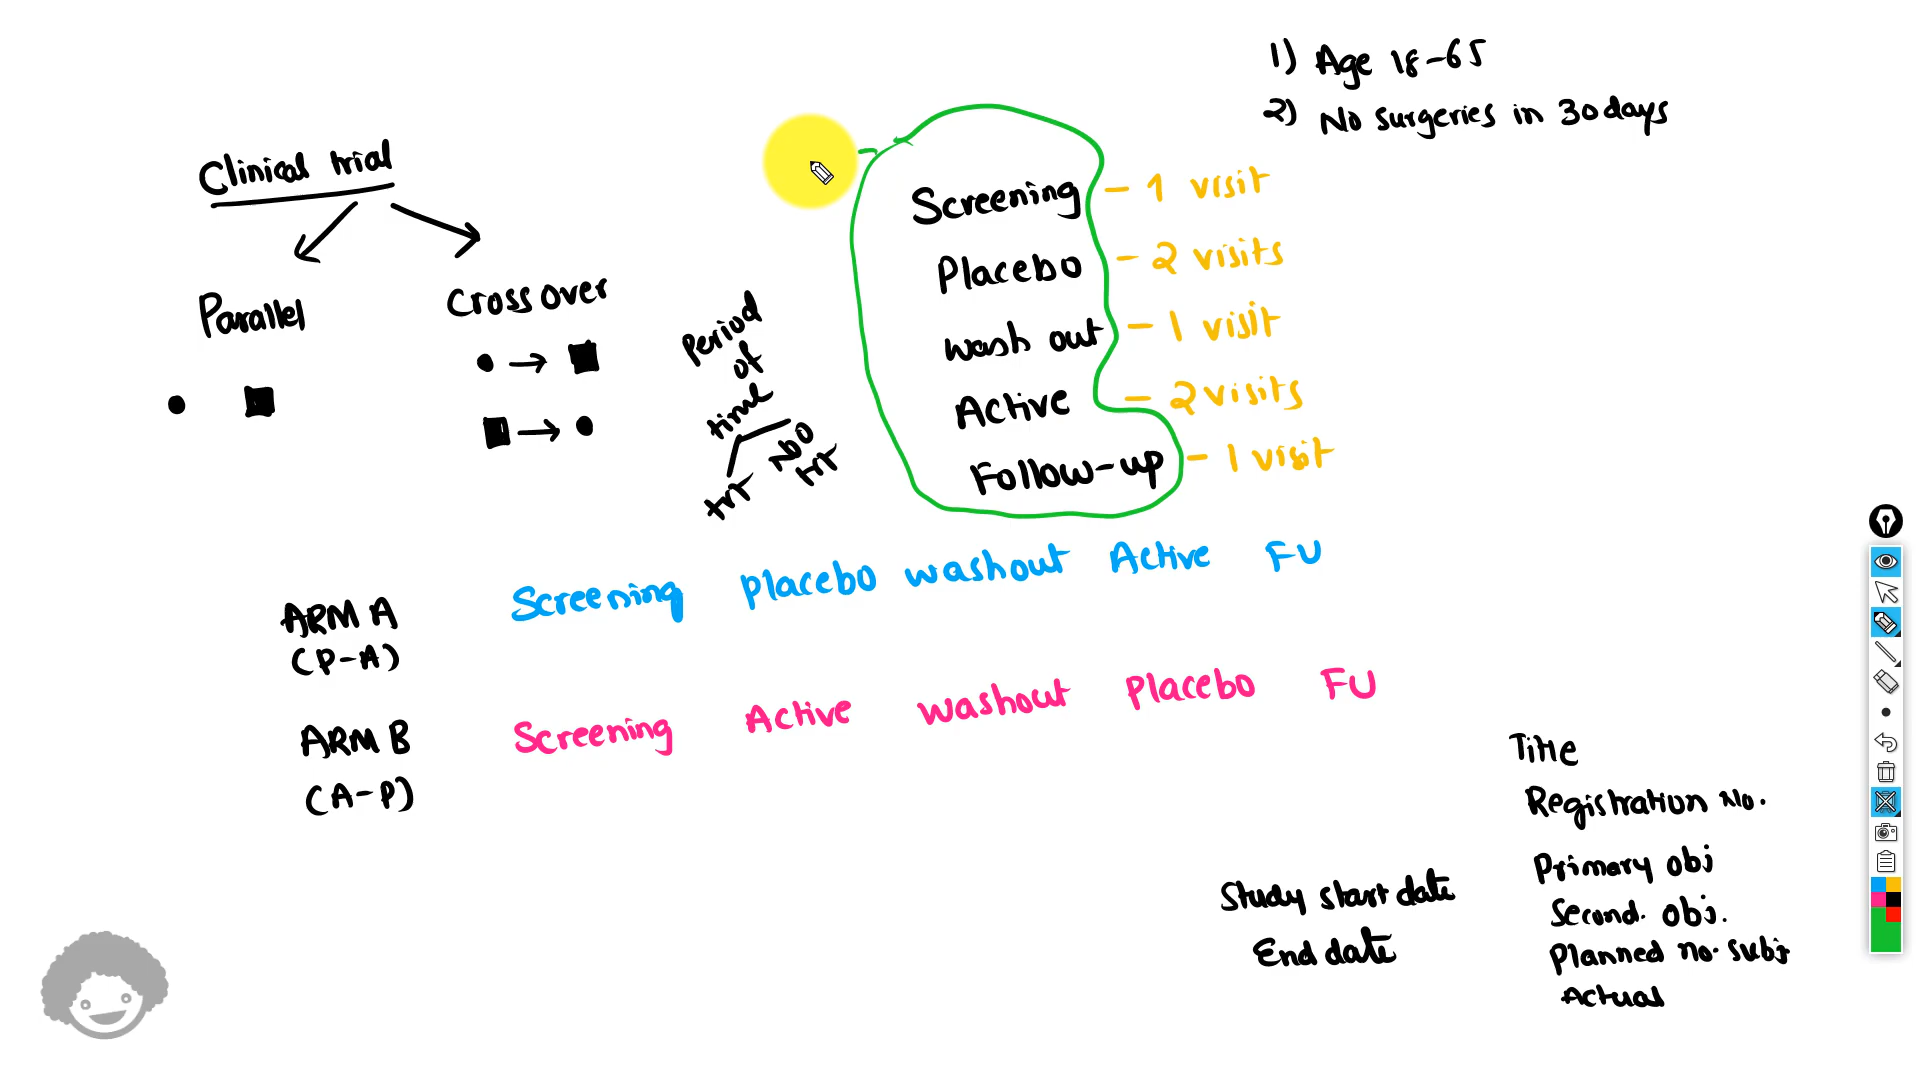 1) Age 18-65
2) No surgeries in 30 days
Clinical trial
Parallel
Cross over
Period
of
time
trt
No
trt
Screening - 1 visit
Placebo - 2 visits
wash out - 1 visit
Active - 2 visits
Follow-up - 1 visit
ARM A
(P-A)
Screening placebo washout Active FU
ARM B
(A-P)
Screening Active washout Placebo FU
Title
Registration No.
Primary obj
Second. obj.
Planned no. subj
Actual
Study start date
End date